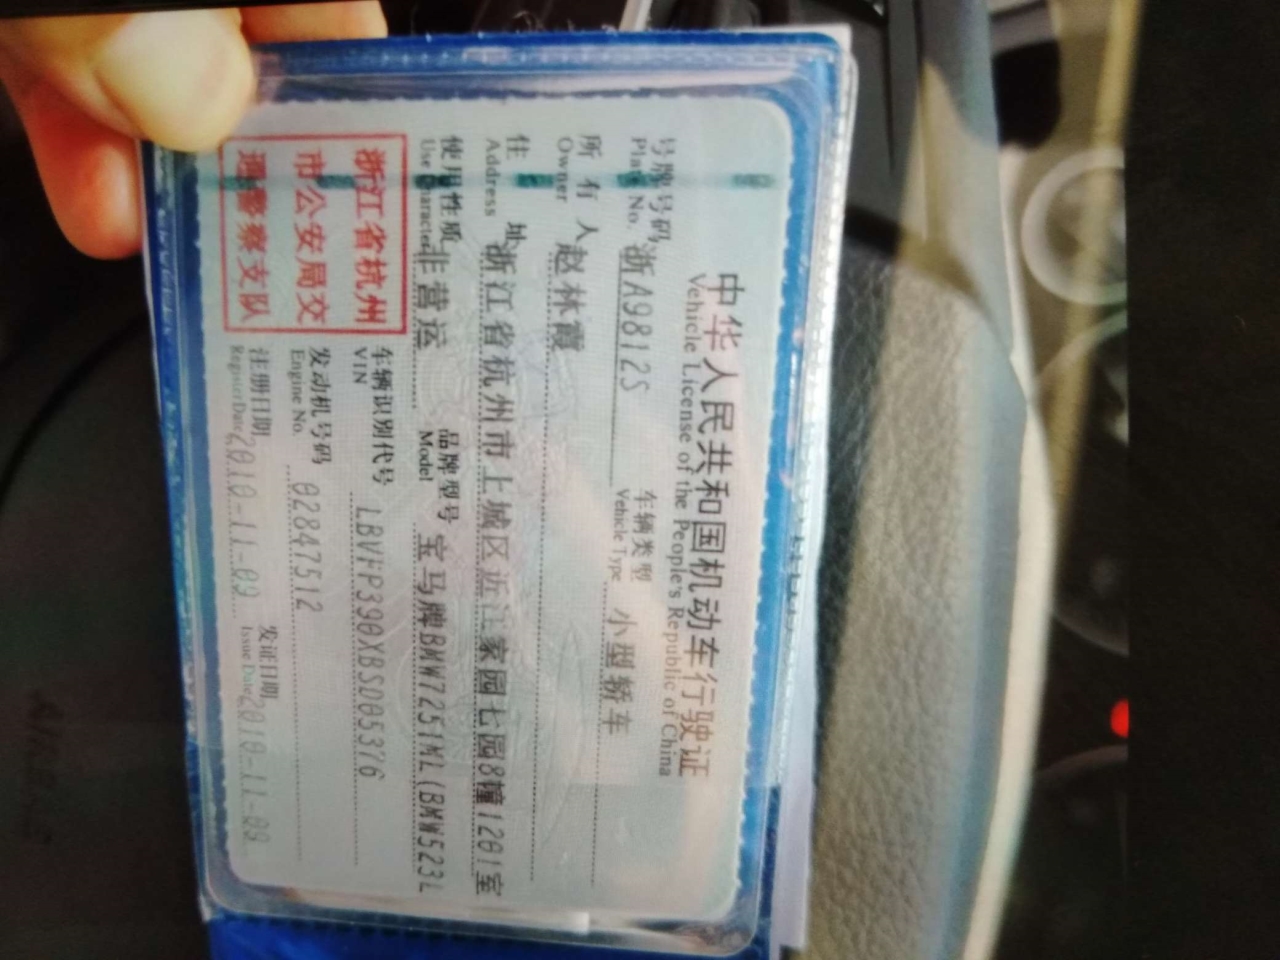 中华人民共和国机动车行驶证
Vehicle License of the People's Republic of China
号牌号码 浙A9812S 车辆类型 小型轿车
Plate No. Vehicle Type
所有人 赵林霞
Owner
住址 浙江省杭州市上城区近江家园七园8幢1201室
Address
使用性质 非营运 品牌型号 宝马牌BMW7251ML(BMW523L
Use Character Model
浙江省杭州
市公安局交
通警察支队
车辆识别代号 LBVFP390XBSD05376
VIN
发动机号码 02847512
Engine No.
注册日期 2010-11-09 发证日期 2010-11-09
Register Date Issue Date